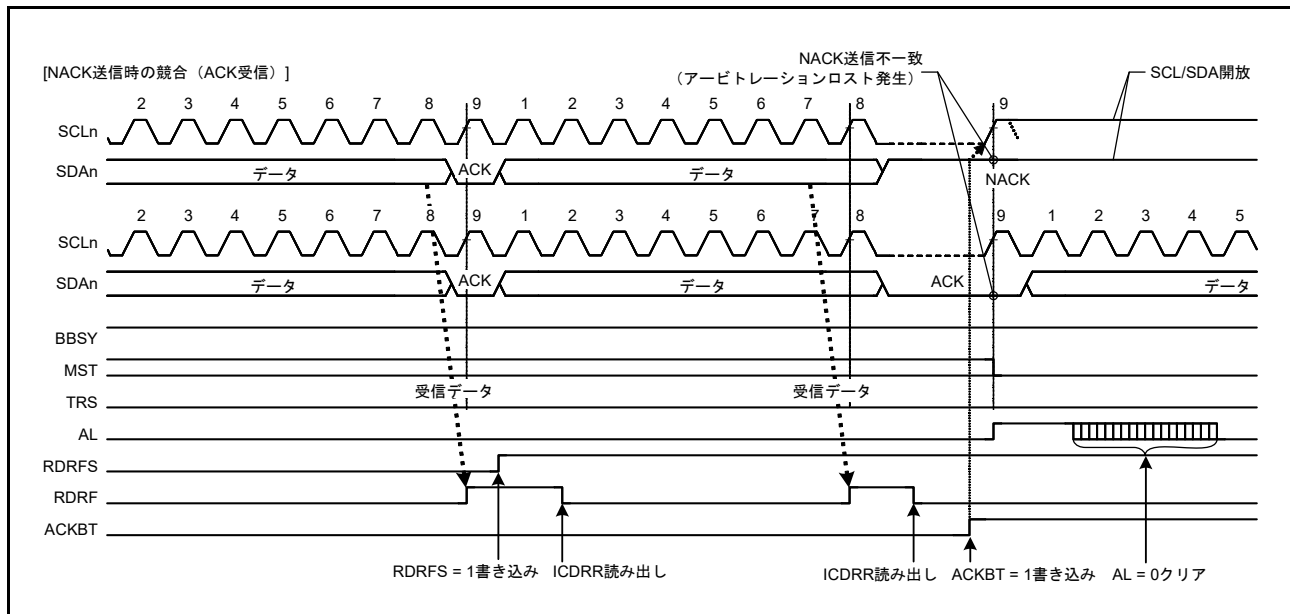 [NACK送信時の競合（ACK受信）]
NACK送信不一致
（アービトレーションロスト発生）
SCL/SDA開放
2 3 4 5 6 7 8 9 1 2 3 4 5 6 7 8 9
SCLn
SDAn データ ACK データ NACK
2 3 4 5 6 7 8 9 1 2 3 4 5 6 7 8 9 1 2 3 4 5
SCLn
SDAn データ ACK データ ACK データ
BBSY
MST
受信データ 受信データ
TRS
AL
RDRFS
RDRF
ACKBT
RDRFS = 1書き込み ICDRR読み出し ICDRR読み出し ACKBT = 1書き込み AL = 0クリア